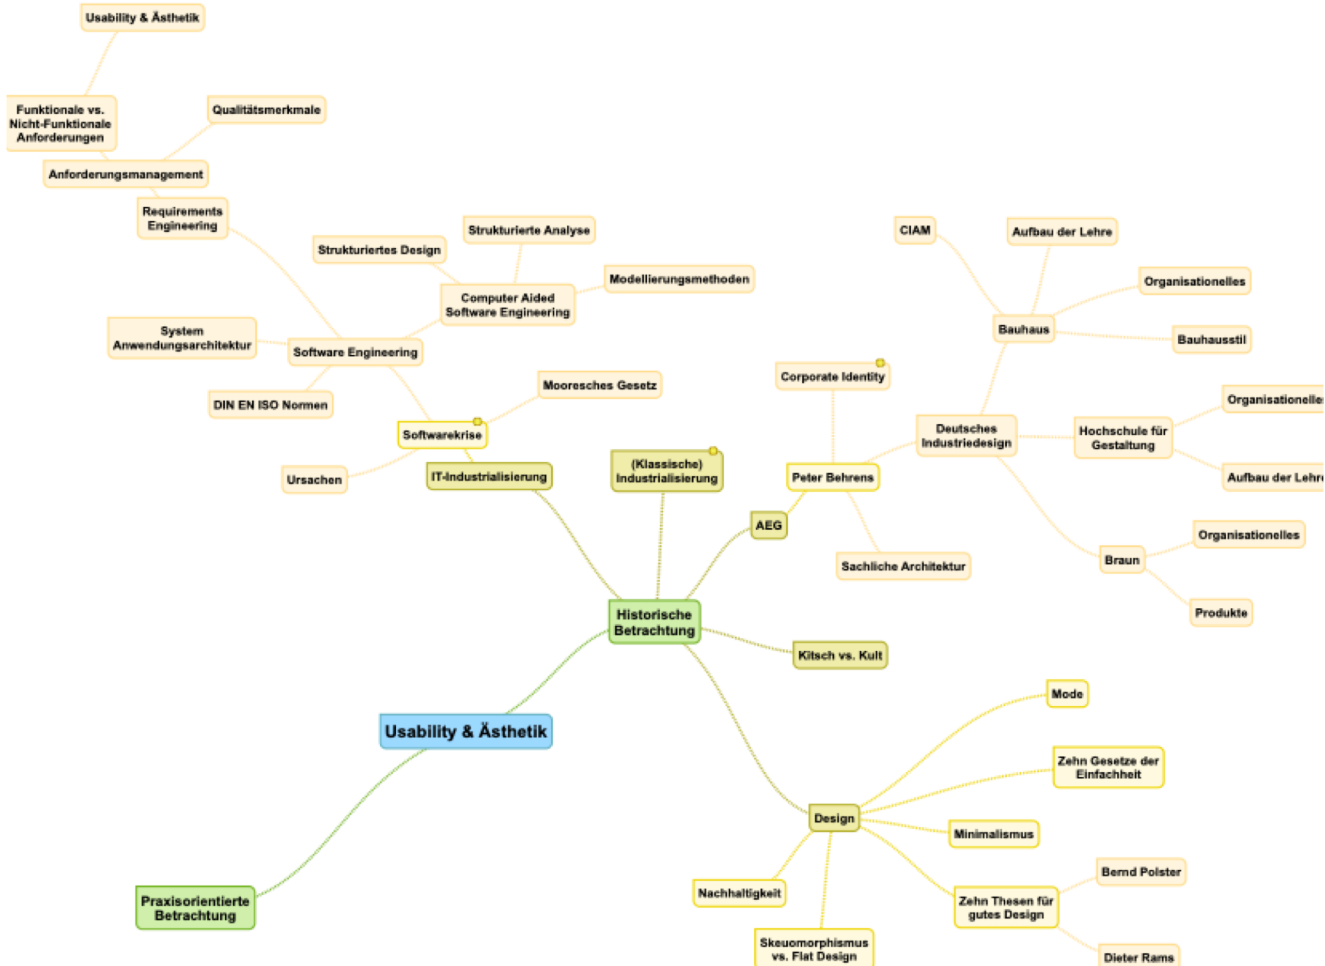 Usability & Ästhetik
Funktionale vs.
Nicht-Funktionale
Anforderungen
Qualitätsmerkmale
Anforderungsmanagement
Requirements
Engineering
Strukturiertes Design
Strukturierte Analyse
Modellierungsmethoden
Computer Aided
Software Engineering
System
Anwendungsarchitektur
Software Engineering
DIN EN ISO Normen
Mooresches Gesetz
Softwarekrise
Ursachen
IT-Industrialisierung
(Klassische)
Industrialisierung
CIAM
Aufbau der Lehre
Organisationelles
Bauhaus
Bauhausstil
Corporate Identity
Deutsches
Industriedesign
Organisationelles
Hochschule für
Gestaltung
Aufbau der Lehre
Peter Behrens
AEG
Sachliche Architektur
Organisationelles
Braun
Produkte
Historische
Betrachtung
Kitsch vs. Kult
Usability & Ästhetik
Mode
Zehn Gesetze der
Einfachheit
Design
Minimalismus
Nachhaltigkeit
Bernd Polster
Zehn Thesen für
gutes Design
Skeuomorphismus
vs. Flat Design
Dieter Rams
Praxisorientierte
Betrachtung